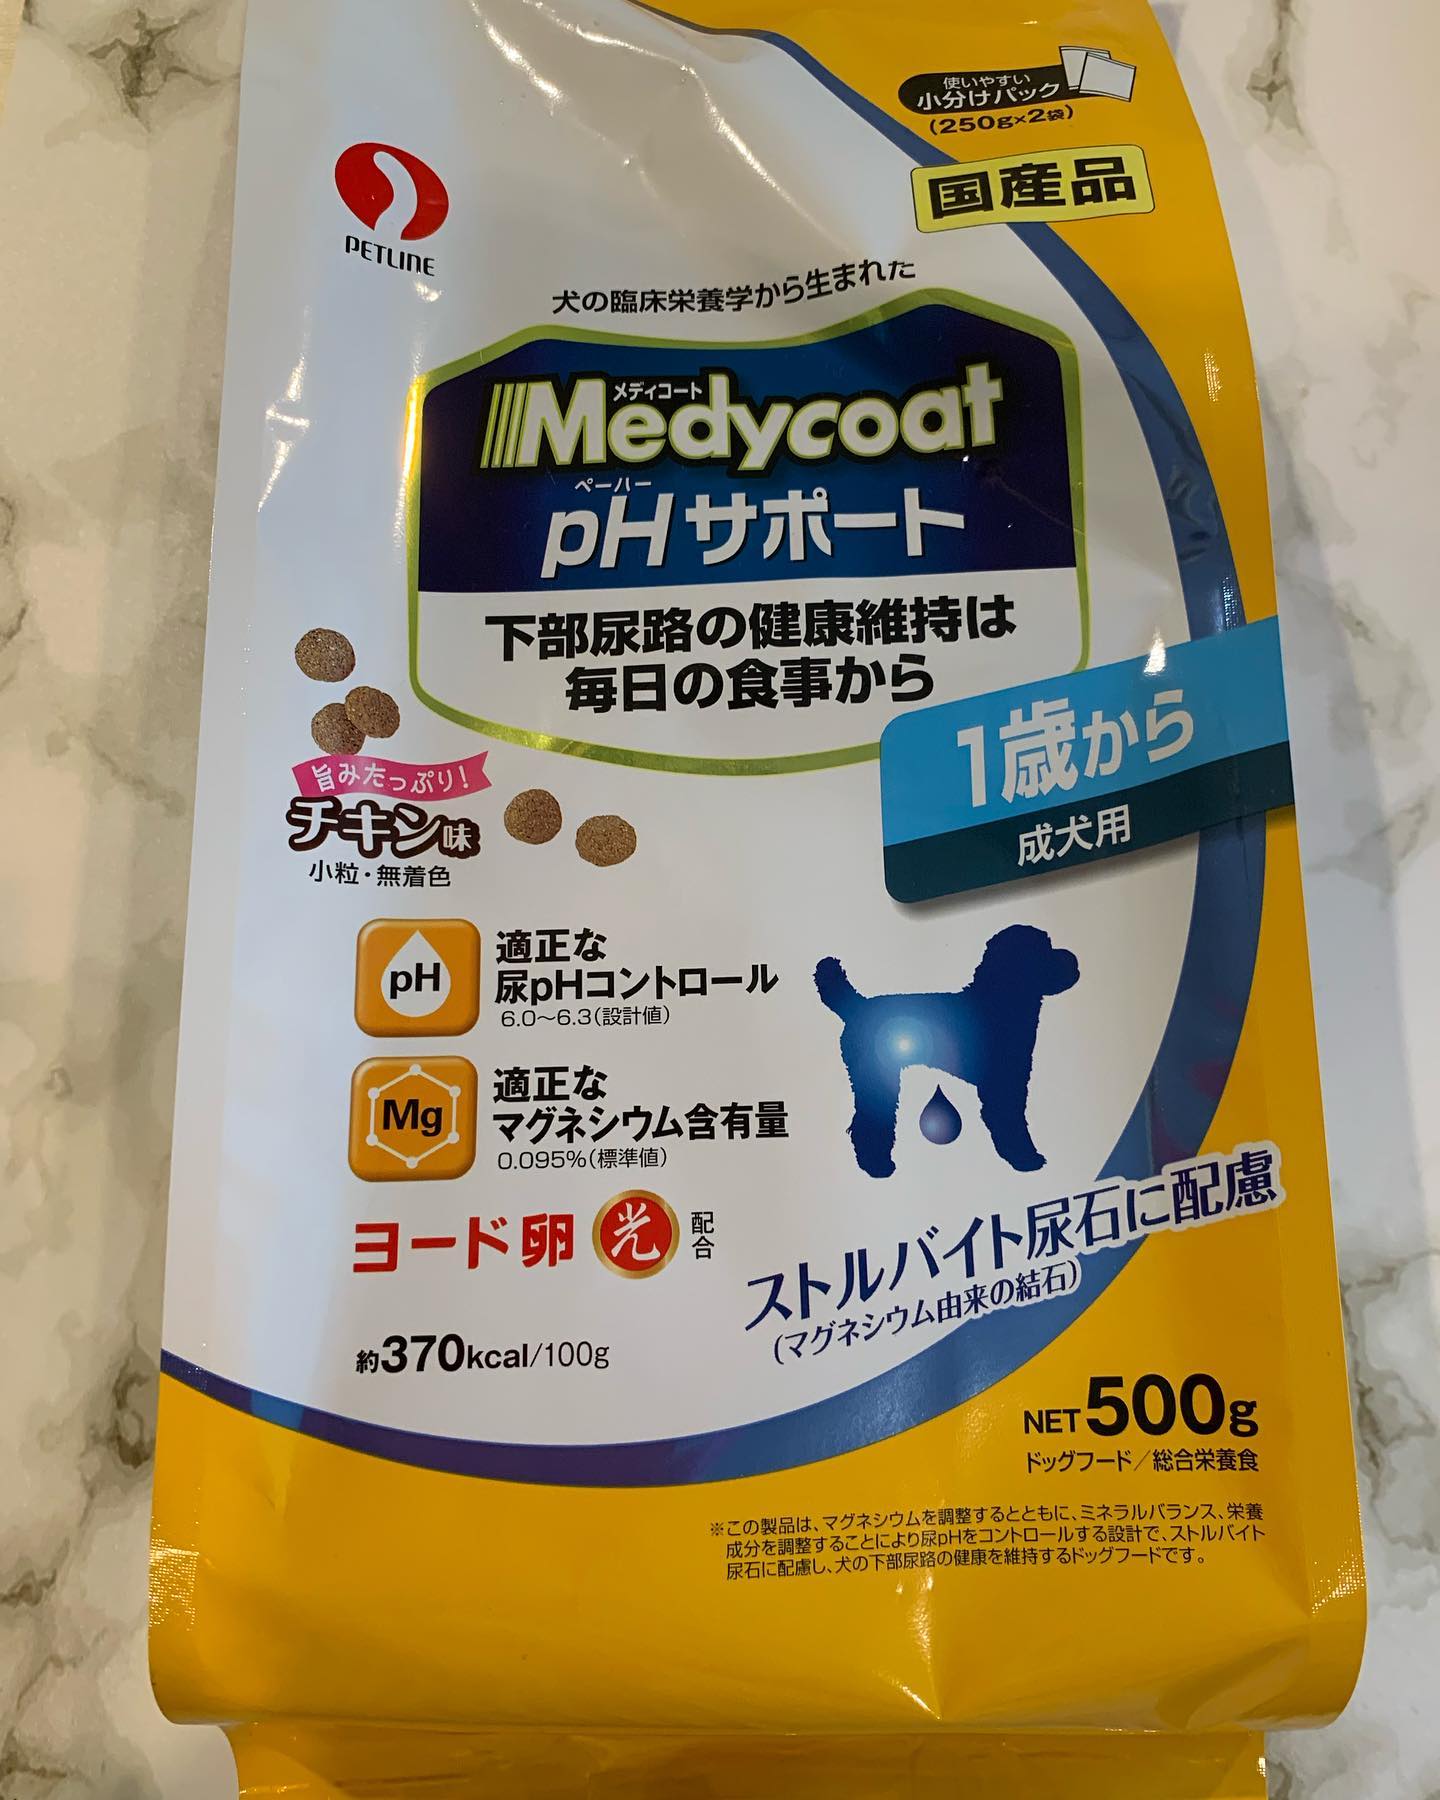 使いやすい
小分けパック
(250g×2袋)
国産品
PETLINE
犬の臨床栄養学から生まれた
メディコート
Medycoat
ペーハー
pHサポート
下部尿路の健康維持は
毎日の食事から
1歳から
成犬用
旨みたっぷり!
チキン味
小粒・無着色
pH
適正な
尿pHコントロール
6.0〜6.3(設計値)
Mg
適正な
マグネシウム含有量
0.095%(標準値)
ヨード卵 光 配合
ストルバイト尿石に配慮
(マグネシウム由来の結石)
約370kcal/100g
NET500g
ドッグフード/総合栄養食
※この製品は、マグネシウムを調整するとともに、ミネラルバランス、栄養
成分を調整することにより尿pHをコントロールする設計で、ストルバイト
尿石に配慮し、犬の下部尿路の健康を維持するドッグフードです。